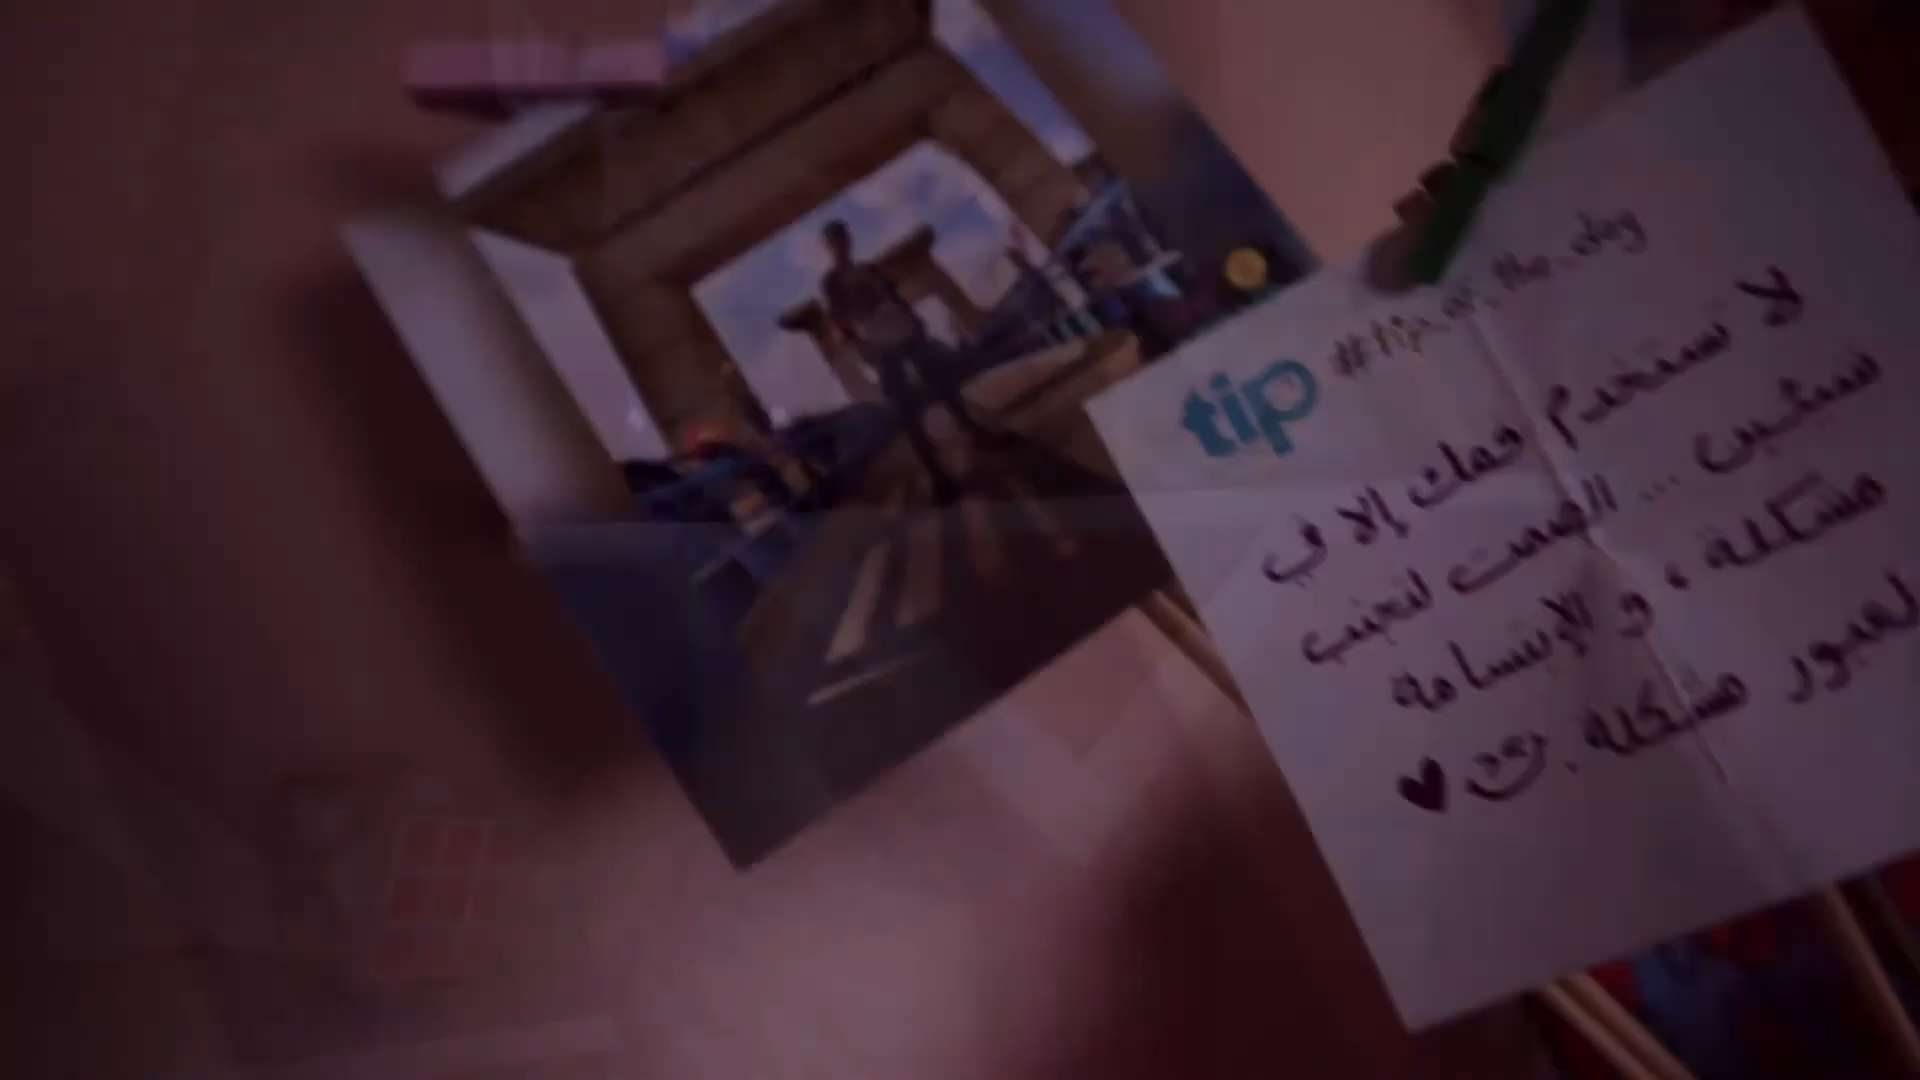 tip #tip_of_the_day
لا تستخدم فمك إلا في
شيئين ... الصمت لتجنب
مشكلة ، و الإبتسامة
لعبور مشكلة.